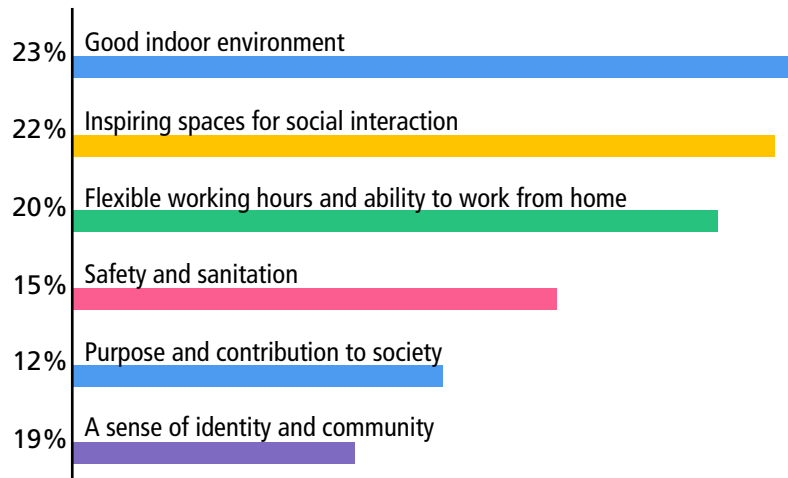 23% Good indoor environment
22% Inspiring spaces for social interaction
20% Flexible working hours and ability to work from home
15% Safety and sanitation
12% Purpose and contribution to society
19% A sense of identity and community